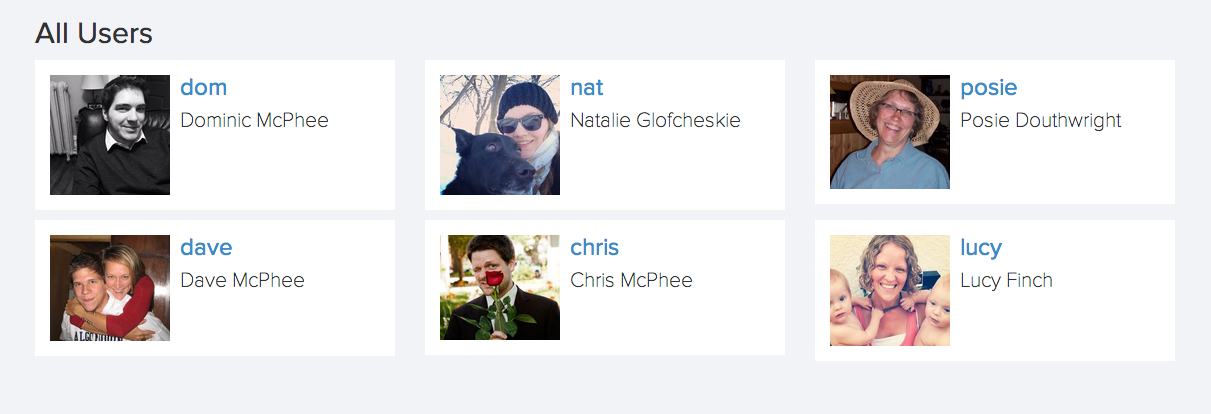 All Users
dom
Dominic McPhee
nat
Natalie Glofcheskie
posie
Posie Douthwright
dave
Dave McPhee
chris
Chris McPhee
lucy
Lucy Finch